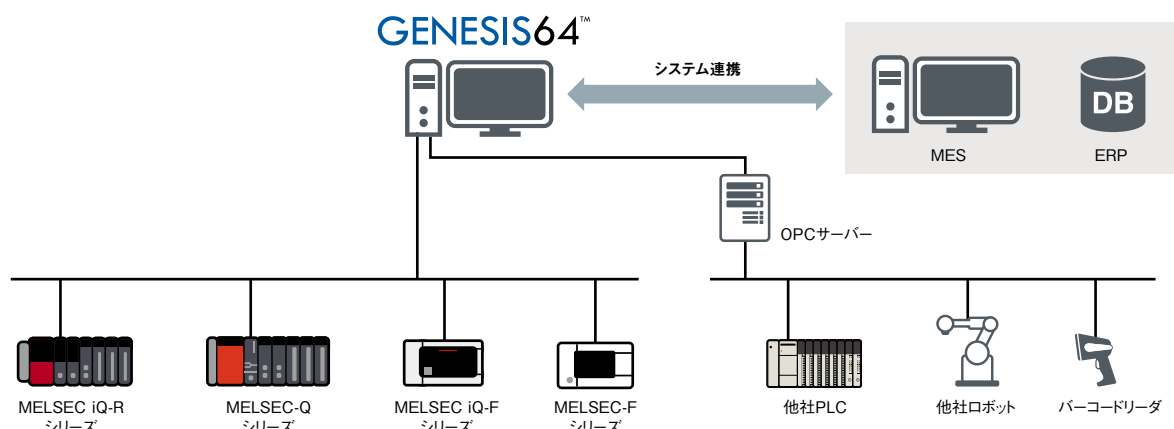 GENESIS64™
システム連携
DB
MES
ERP
OPCサーバー
MELSEC iQ-R
シリーズ
MELSEC-Q
シリーズ
MELSEC iQ-F
シリーズ
MELSEC-F
シリーズ
他社PLC
他社ロボット
バーコードリーダ